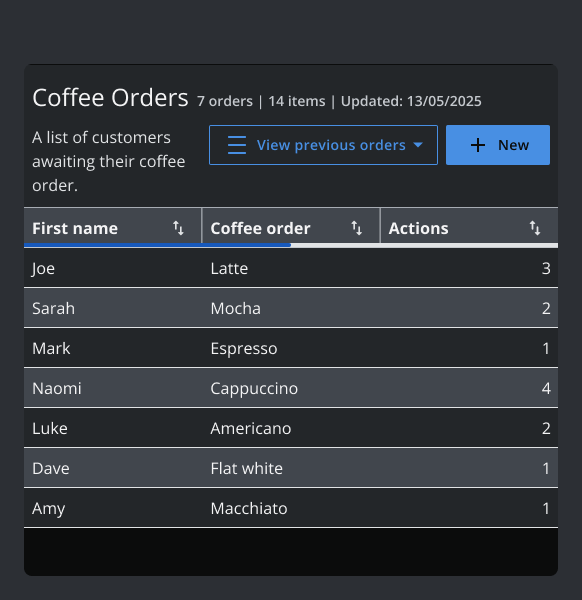 Coffee Orders 7 orders | 14 items | Updated: 13/05/2025
A list of customers
awaiting their coffee
order.
View previous orders
New
First name Coffee order Actions
Joe Latte 3
Sarah Mocha 2
Mark Espresso 1
Naomi Cappuccino 4
Luke Americano 2
Dave Flat white 1
Amy Macchiato 1